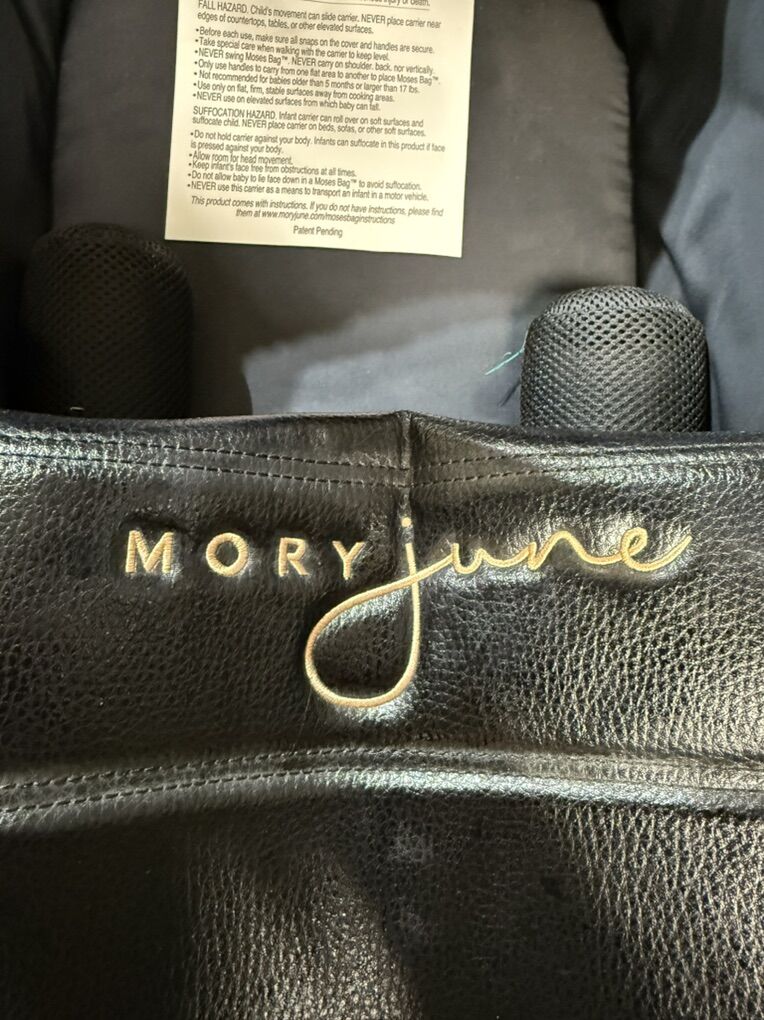 injury or death.
FALL HAZARD. Child's movement can slide carrier. NEVER place carrier near
edges of countertops, tables, or other elevated surfaces.
•Before each use, make all snaps on the cover and handles are secure.
•Take special care when walking with the carrier to keep level.
•NEVER swing Moses Bag™. NEVER carry on shoulder, back, nor vertically.
•Only use handles to carry from one flat area to another to place Moses Bag™.
•Not recommended for babies older than 5 months or larger than 17 lbs.
•Use only on flat, firm, stable surfaces away from cooking areas.
•NEVER use on elevated surfaces from which baby can fall.
SUFFOCATION HAZARD. Infant carrier can roll over on soft surfaces and
suffocate child. NEVER place carrier on beds, sofas, or other soft surfaces.
•Do not hold carrier against your body. Infants can suffocate in this product if face
is pressed against your body.
•Allow room for head movement.
•Keep infant's face free from obstructions at all times.
•Do not allow baby to lie face down in a Moses Bag™ to avoid suffocation.
•NEVER use this carrier as a means to transport an infant in a motor vehicle.
This product comes with instructions. If you do not have instructions, please find
them at www.moryjune.com/mosesbaginstructions
Patent Pending
MORY june